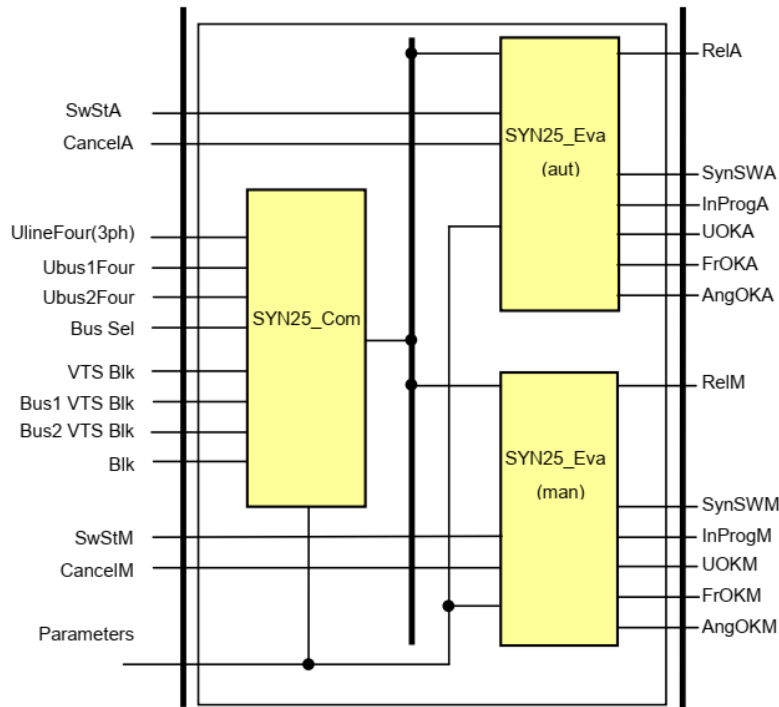 RelA
SwStA
CancelA
SYN25_Eva
(aut)
SynSWA
InProgA
UOKA
FrOKA
AngOKA
UlineFour(3ph)
Ubus1Four
Ubus2Four
Bus Sel
SYN25_Com
VTS Blk
Bus1 VTS Blk
Bus2 VTS Blk
Blk
RelM
SYN25_Eva
(man)
SynSWM
InProgM
UOKM
FrOKM
AngOKM
SwStM
CancelM
Parameters